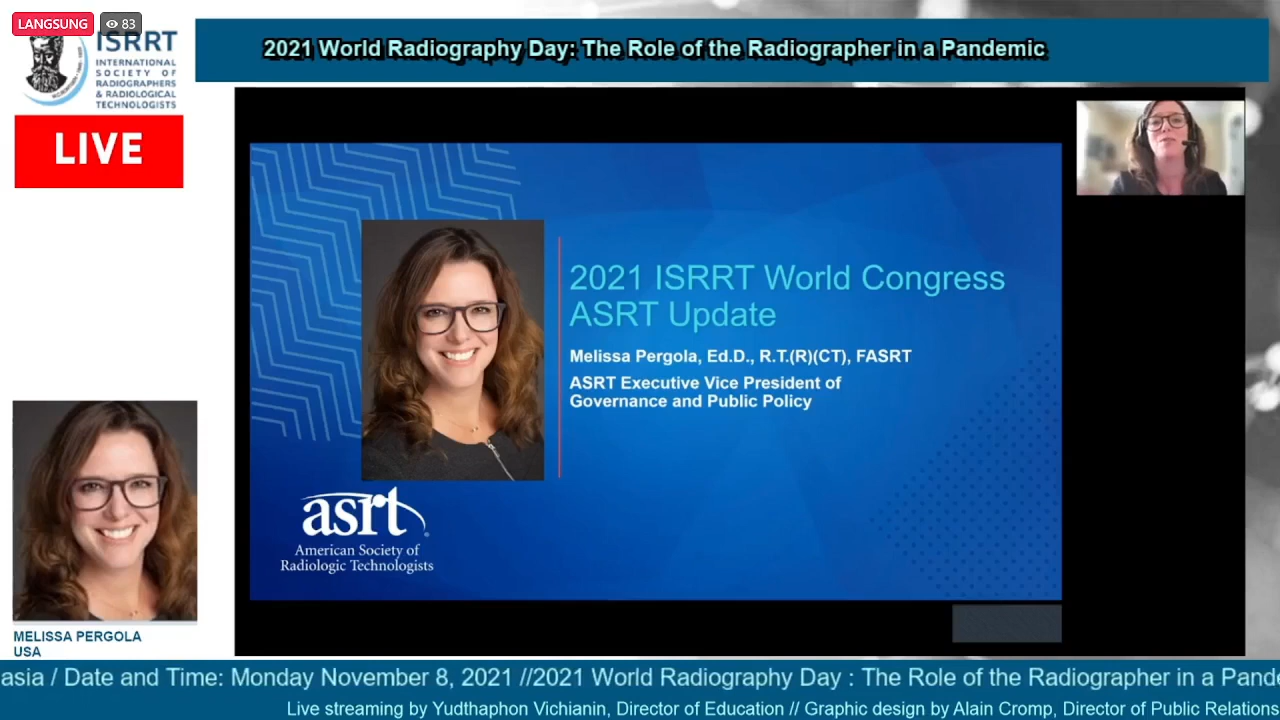 LANGSUNG
83
ISRRT
INTERNATIONAL
SOCIETY OF
RADIOGRAPHERS
& RADIOLOGICAL
TECHNOLOGISTS
2021 World Radiography Day: The Role of the Radiographer in a Pandemic
LIVE
2021 ISRRT World Congress
ASRT Update
Melissa Pergola, Ed.D., R.T.(R)(CT), FASRT
ASRT Executive Vice President of
Governance and Public Policy
asrt
American Society of
Radiologic Technologists
MELISSA PERGOLA
USA
asia / Date and Time: Monday November 8, 2021 //2021 World Radiography Day : The Role of the Radiographer in a Pande
Live streaming by Yudthaphon Vichianin, Director of Education // Graphic design by Alain Cromp, Director of Public Relations